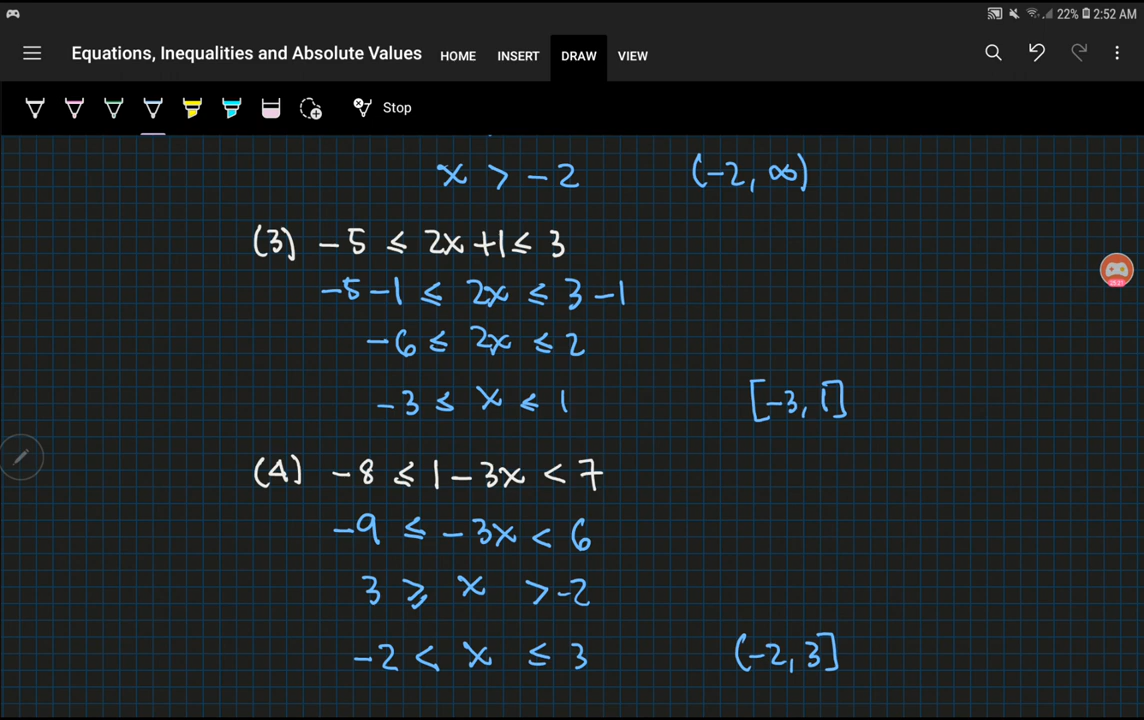 22% 2:52 AM
Equations, Inequalities and Absolute Values HOME INSERT DRAW VIEW
Stop
x > -2 (-2, ∞)
(3) -5 ≤ 2x +1 ≤ 3
-5 -1 ≤ 2x ≤ 3 -1
-6 ≤ 2x ≤ 2
-3 ≤ x ≤ 1 [-3, 1]
(4) -8 ≤ 1 - 3x < 7
-9 ≤ -3x < 6
3 ≥ x > -2
-2 < x ≤ 3 (-2, 3]